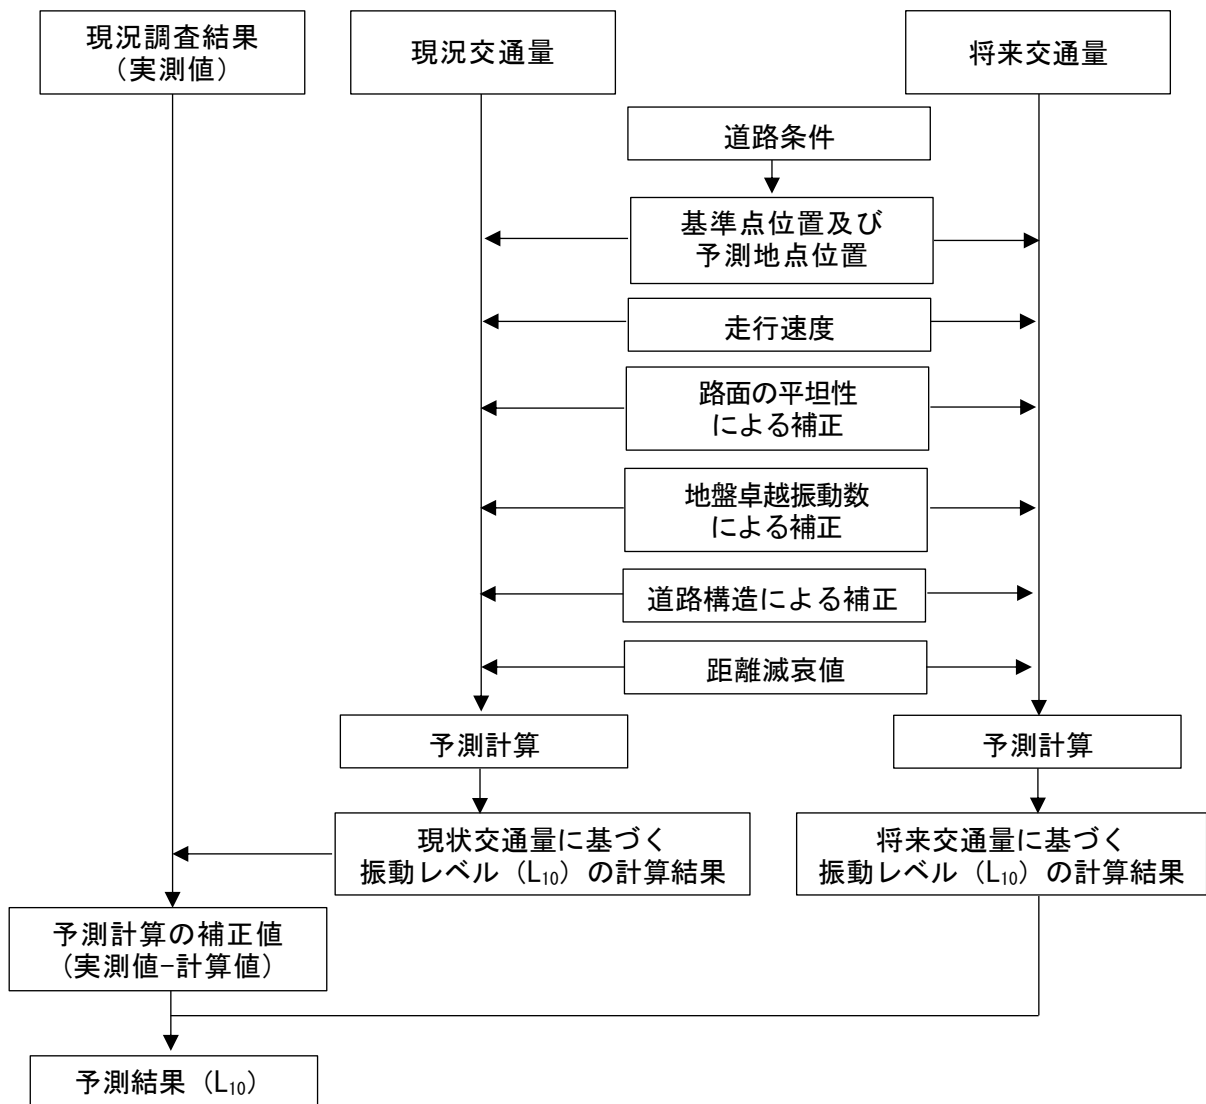 現況調査結果
(実測値)
現況交通量
将来交通量
道路条件
基準点位置及び
予測地点位置
走行速度
路面の平坦性
による補正
地盤卓越振動数
による補正
道路構造による補正
距離減衰値
予測計算
予測計算
現状交通量に基づく
振動レベル（L₁₀）の計算結果
将来交通量に基づく
振動レベル（L₁₀）の計算結果
予測計算の補正値
(実測値-計算値)
予測結果（L₁₀）